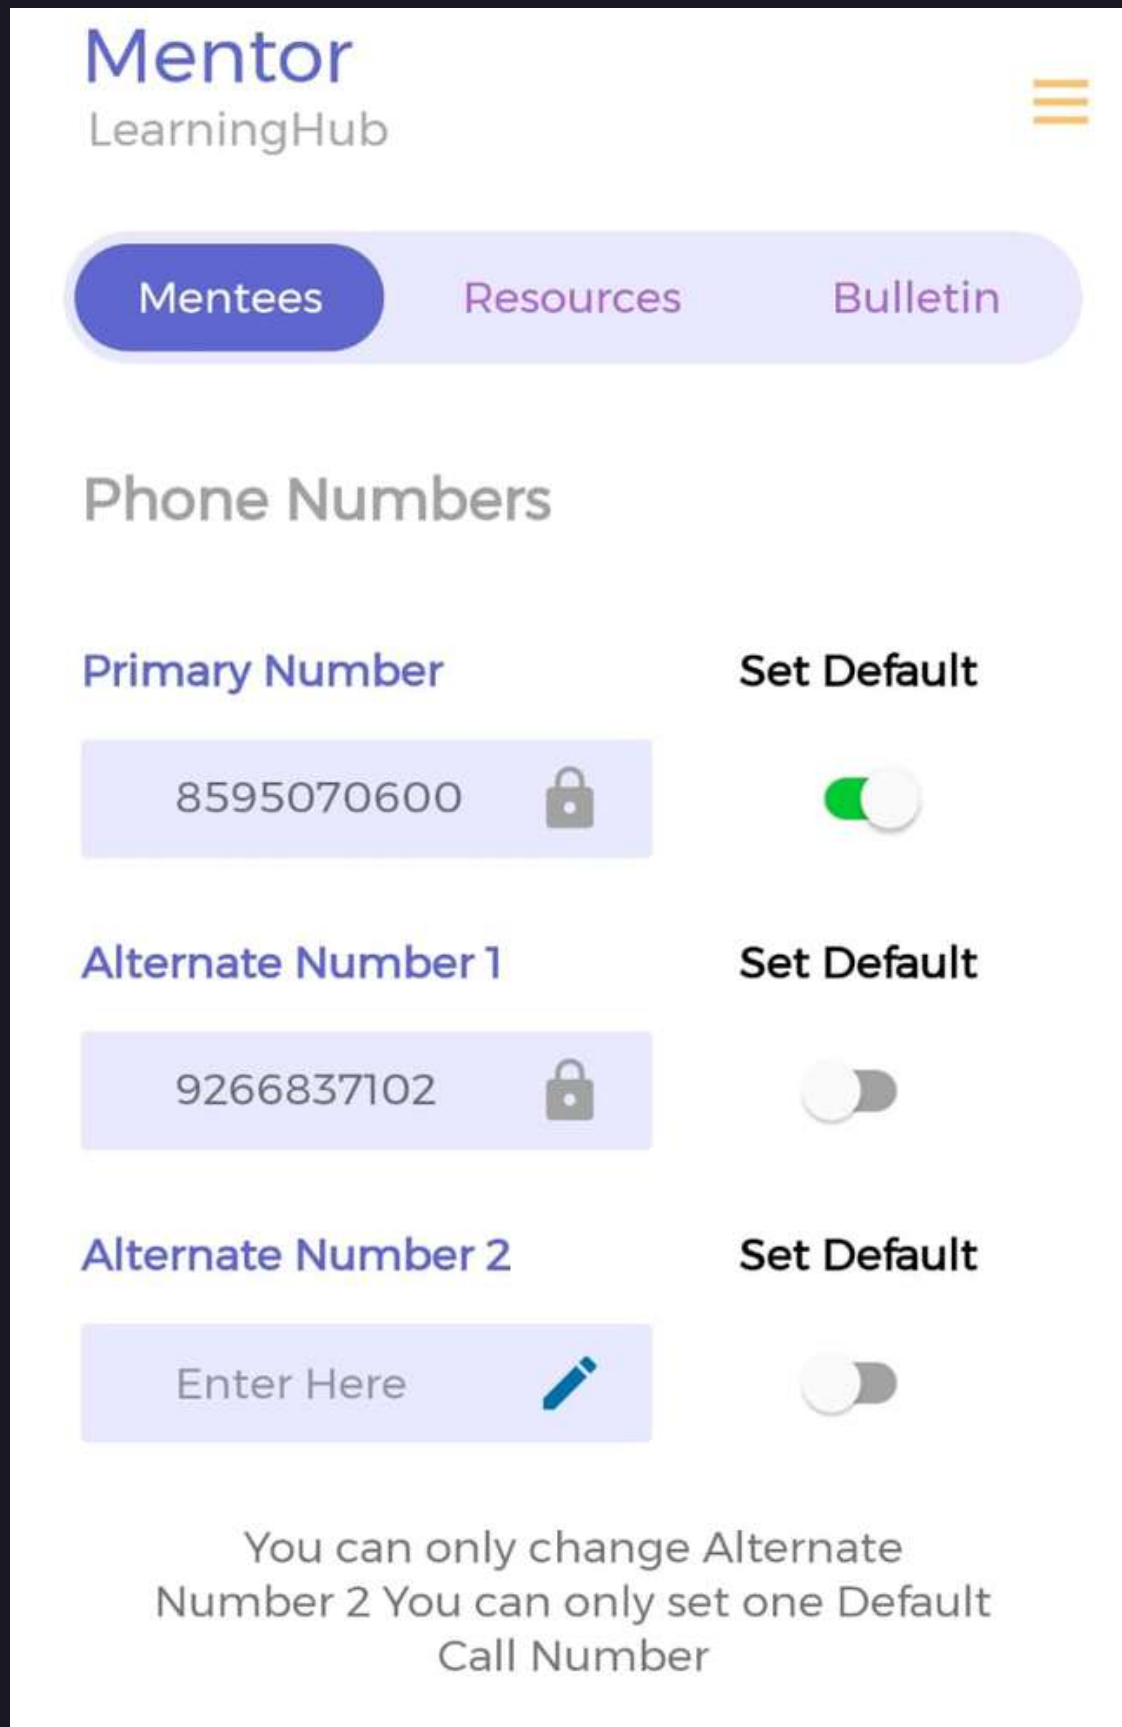 Mentor
LearningHub
Mentees Resources Bulletin
Phone Numbers
Primary Number Set Default
8595070600
Alternate Number 1 Set Default
9266837102
Alternate Number 2 Set Default
Enter Here
You can only change Alternate
Number 2 You can only set one Default
Call Number